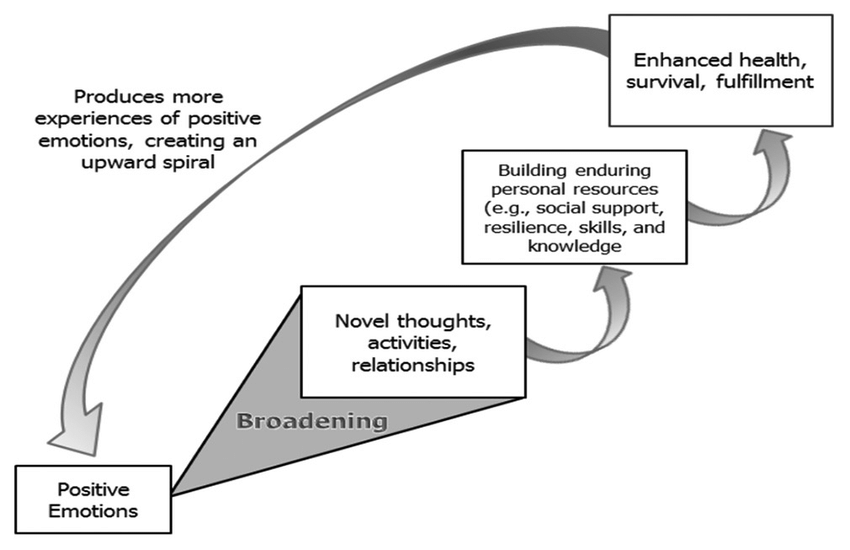 Enhanced health,
survival, fulfillment
Produces more
experiences of positive
emotions, creating an
upward spiral
Building enduring
personal resources
(e.g., social support,
resilience, skills, and
knowledge
Novel thoughts,
activities,
relationships
Broadening
Positive
Emotions